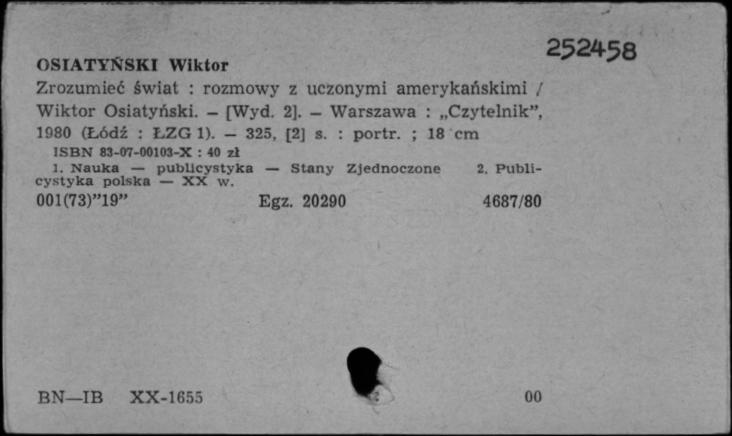 252458
OSIATYŃSKI Wiktor
Zrozumieć świat : rozmowy z uczonymi amerykańskimi /
Wiktor Osiatyński. — [Wyd. 2]. — Warszawa : „Czytelnik”,
1980 (Łódź : ŁZG 1). — 325, [2] s. : portr. ; 18 cm
ISBN 83-07-00103-X : 40 zł
1. Nauka — publicystyka — Stany Zjednoczone 2. Publi-
cystyka polska — XX w.
001(73)”19” Egz. 20290 4687/80
BN—IB XX-1655 00